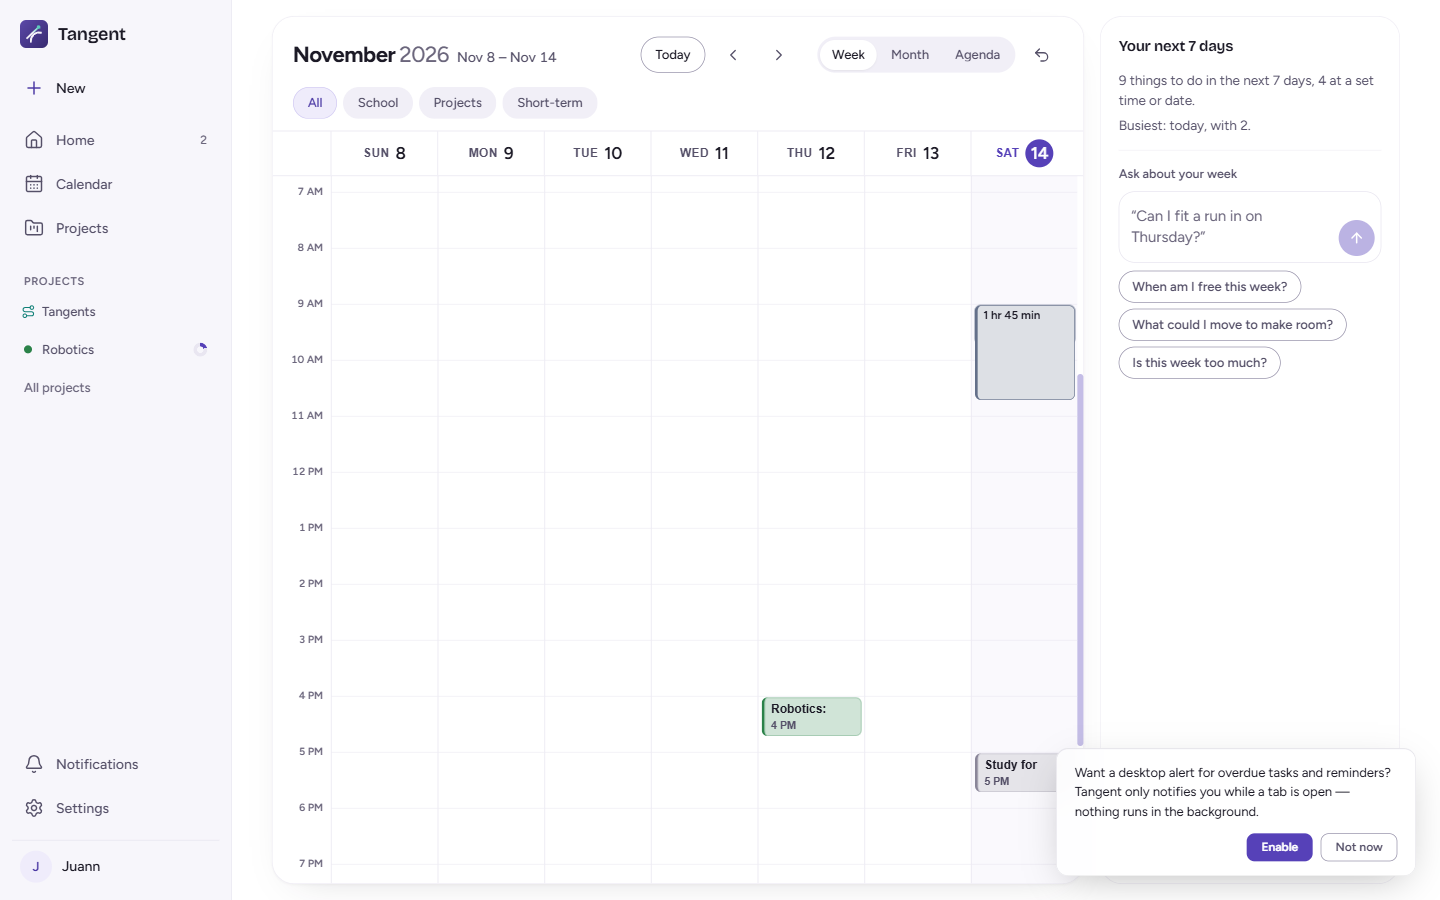 Tangent
New
Home 2
Calendar
Projects
PROJECTS
Tangents
Robotics
All projects
Notifications
Settings
J Juann
November 2026 Nov 8 – Nov 14
Today
Week Month Agenda
All School Projects Short-term
SUN 8 MON 9 TUE 10 WED 11 THU 12 FRI 13 SAT 14
7 AM
8 AM
9 AM
10 AM
11 AM
12 PM
1 PM
2 PM
3 PM
4 PM
5 PM
6 PM
7 PM
1 hr 45 min
Robotics:
4 PM
Study for
5 PM
Your next 7 days
9 things to do in the next 7 days, 4 at a set
time or date.
Busiest: today, with 2.
Ask about your week
“Can I fit a run in on
Thursday?”
When am I free this week?
What could I move to make room?
Is this week too much?
Want a desktop alert for overdue tasks and reminders?
Tangent only notifies you while a tab is open —
nothing runs in the background.
Enable Not now